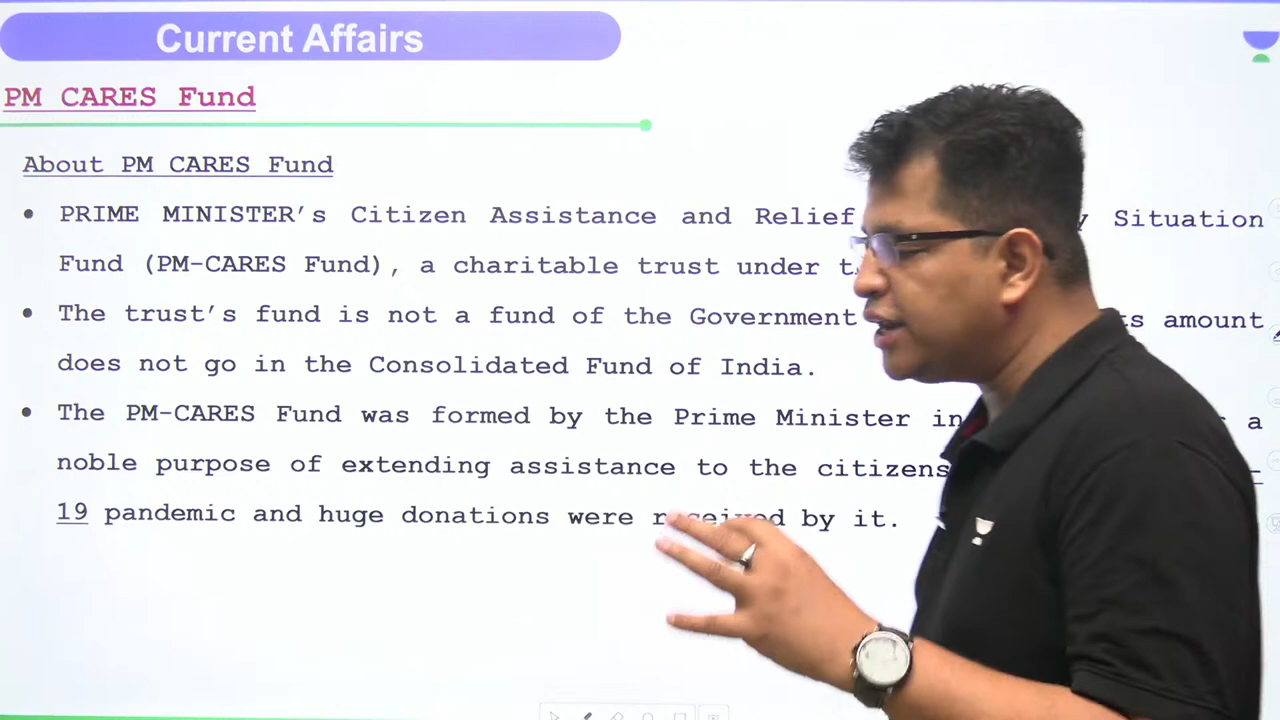 Current Affairs
PM CARES Fund
About PM CARES Fund
• PRIME MINISTER’s Citizen Assistance and Relief Situation
Fund (PM-CARES Fund), a charitable trust under
• The trust’s fund is not a fund of the Government amount
does not go in the Consolidated Fund of India.
• The PM-CARES Fund was formed by the Prime Minister in a
noble purpose of extending assistance to the citizens
19 pandemic and huge donations were received by it.